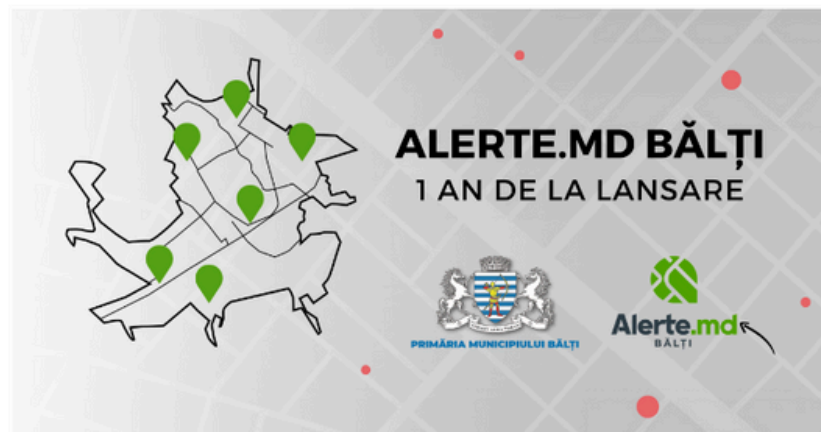 ALERTE.MD BĂLȚI
1 AN DE LA LANSARE
PRIMĂRIA MUNICIPIULUI BĂLȚI
Alerte.md
BĂLȚI